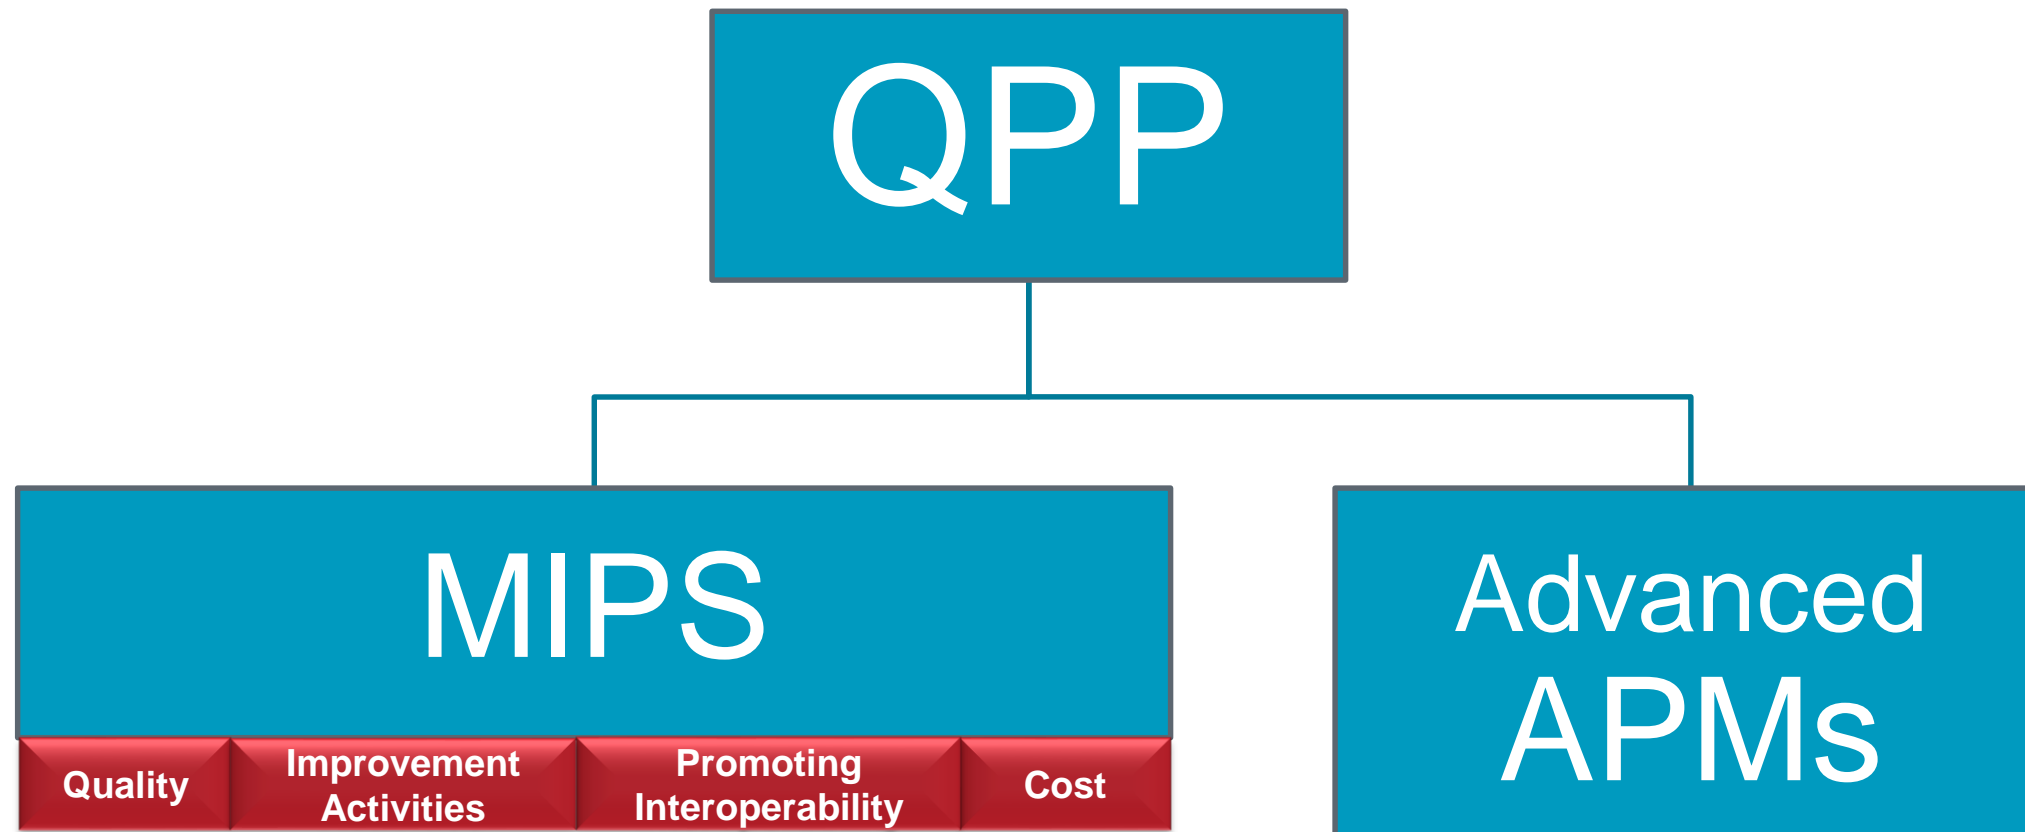 QPP
MIPS
Advanced
APMs
Quality
Improvement
Activities
Promoting
Interoperability
Cost